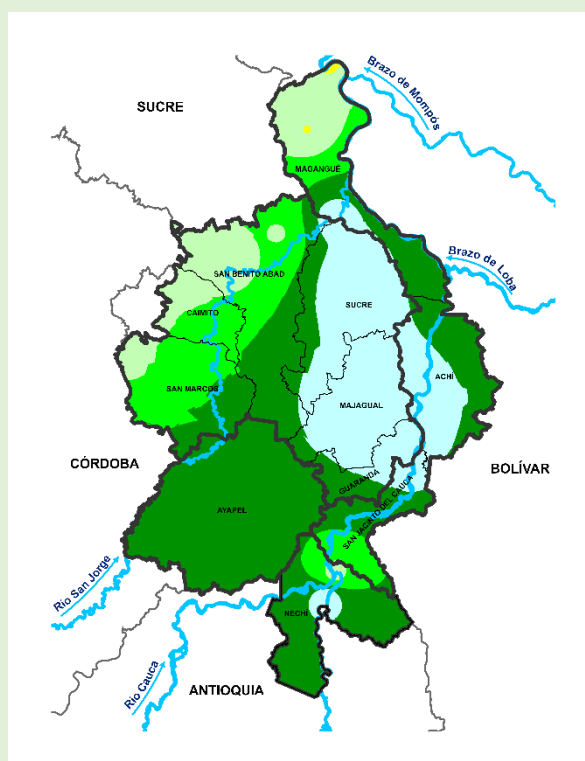 SUCRE
Brazo de Mompós
MAGANGUÉ
Brazo de Loba
SAN BENITO ABAD
SUCRE
CAIMITO
ACHÍ
SAN MARCOS
MAJAGUAL
CÓRDOBA
BOLÍVAR
GUARANDA
AYAPEL
SAN JACINTO DEL CAUCA
Río San Jorge
NECHÍ
Río Cauca
ANTIOQUIA